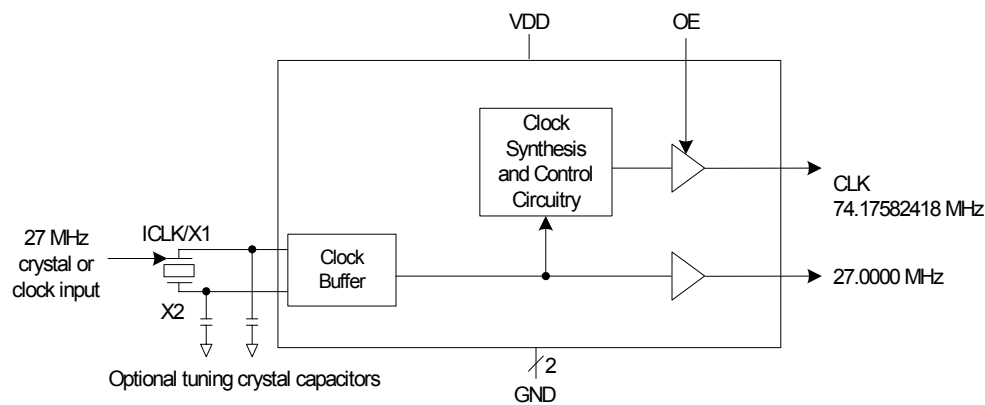 VDD
OE
Clock
Synthesis
and Control
Circuitry
CLK
74.17582418 MHz
27 MHz
crystal or
clock input
ICLK/X1
X2
Clock
Buffer
27.0000 MHz
Optional tuning crystal capacitors
2
GND